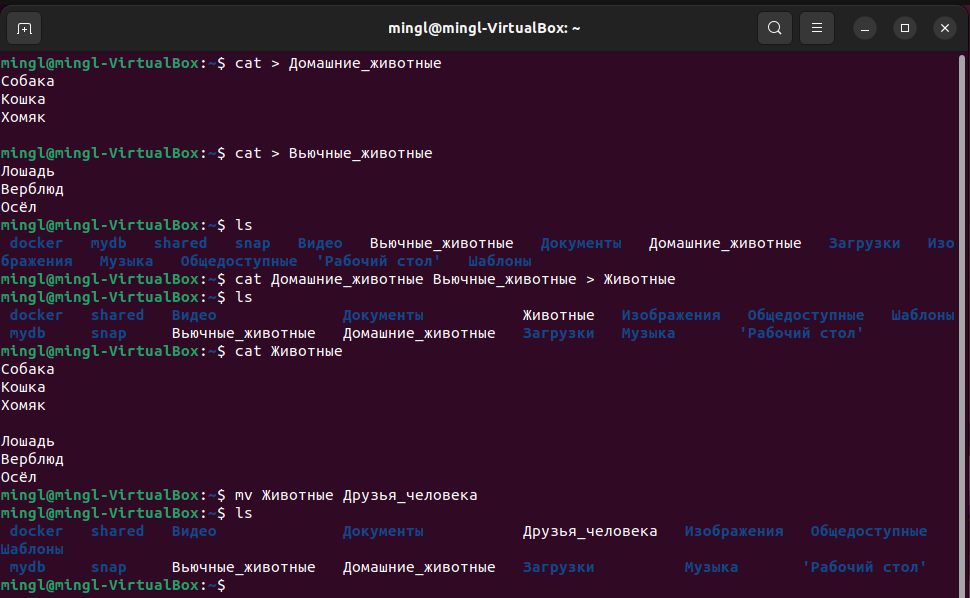 mingl@mingl-VirtualBox: ~
mingl@mingl-VirtualBox:~$ cat > Домашние_животные
Собака
Кошка
Хомяк
mingl@mingl-VirtualBox:~$ cat > Вьючные_животные
Лошадь
Верблюд
Осёл
mingl@mingl-VirtualBox:~$ ls
docker mydb shared snap Видео Вьючные_животные Документы Домашние_животные Загрузки Изо
бражения Музыка Общедоступные 'Рабочий стол' Шаблоны
mingl@mingl-VirtualBox:~$ cat Домашние_животные Вьючные_животные > Животные
mingl@mingl-VirtualBox:~$ ls
docker shared Видео Документы Животные Изображения Общедоступные Шаблоны
mydb snap Вьючные_животные Домашние_животные Загрузки Музыка 'Рабочий стол'
mingl@mingl-VirtualBox:~$ cat Животные
Собака
Кошка
Хомяк
Лошадь
Верблюд
Осёл
mingl@mingl-VirtualBox:~$ mv Животные Друзья_человека
mingl@mingl-VirtualBox:~$ ls
docker shared Видео Документы Друзья_человека Изображения Общедоступные
Шаблоны
mydb snap Вьючные_животные Домашние_животные Загрузки Музыка 'Рабочий стол'
mingl@mingl-VirtualBox:~$